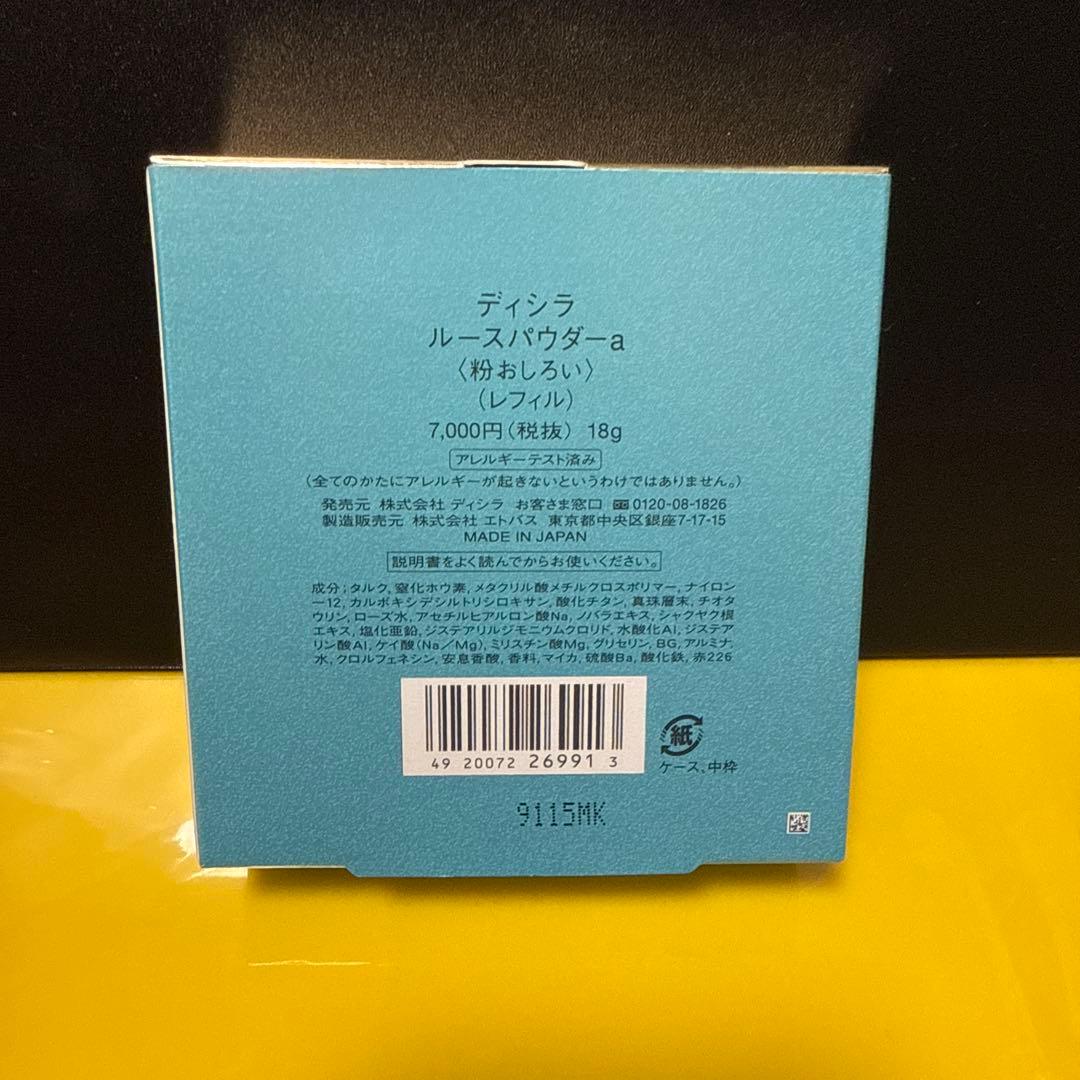 ディシラ
ルースパウダーa
〈粉おしろい〉
(レフィル)
7,000円(税抜) 18g
アレルギーテスト済み
(全てのかたにアレルギーが起きないというわけではありません。)
発売元 株式会社 ディシラ お客さま窓口 0120-08-1826
製造販売元 株式会社 エトバス 東京都中央区銀座7-17-15
MADE IN JAPAN
説明書をよく読んでからお使いください。
成分;タルク,窒化ホウ素,メタクリル酸メチルクロスポリマー,ナイロン
ー12,カルボキシデシルトリシロキサン,酸化チタン,真珠層末,チオタ
ウリン,ローズ水,アセチルヒアルロン酸Na,ノバラエキス,シャクヤク根
エキス,塩化亜鉛,ジステアリルジモニウムクロリド,水酸化Al,ジステア
リン酸Al,ケイ酸(Na/Mg),ミリスチン酸Mg,グリセリン,BG,アルミナ,
水,クロルフェネシン,安息香酸,香料,マイカ,硫酸Ba,酸化鉄,赤226
49 20072 26991 3
紙
ケース、中枠
9115MK